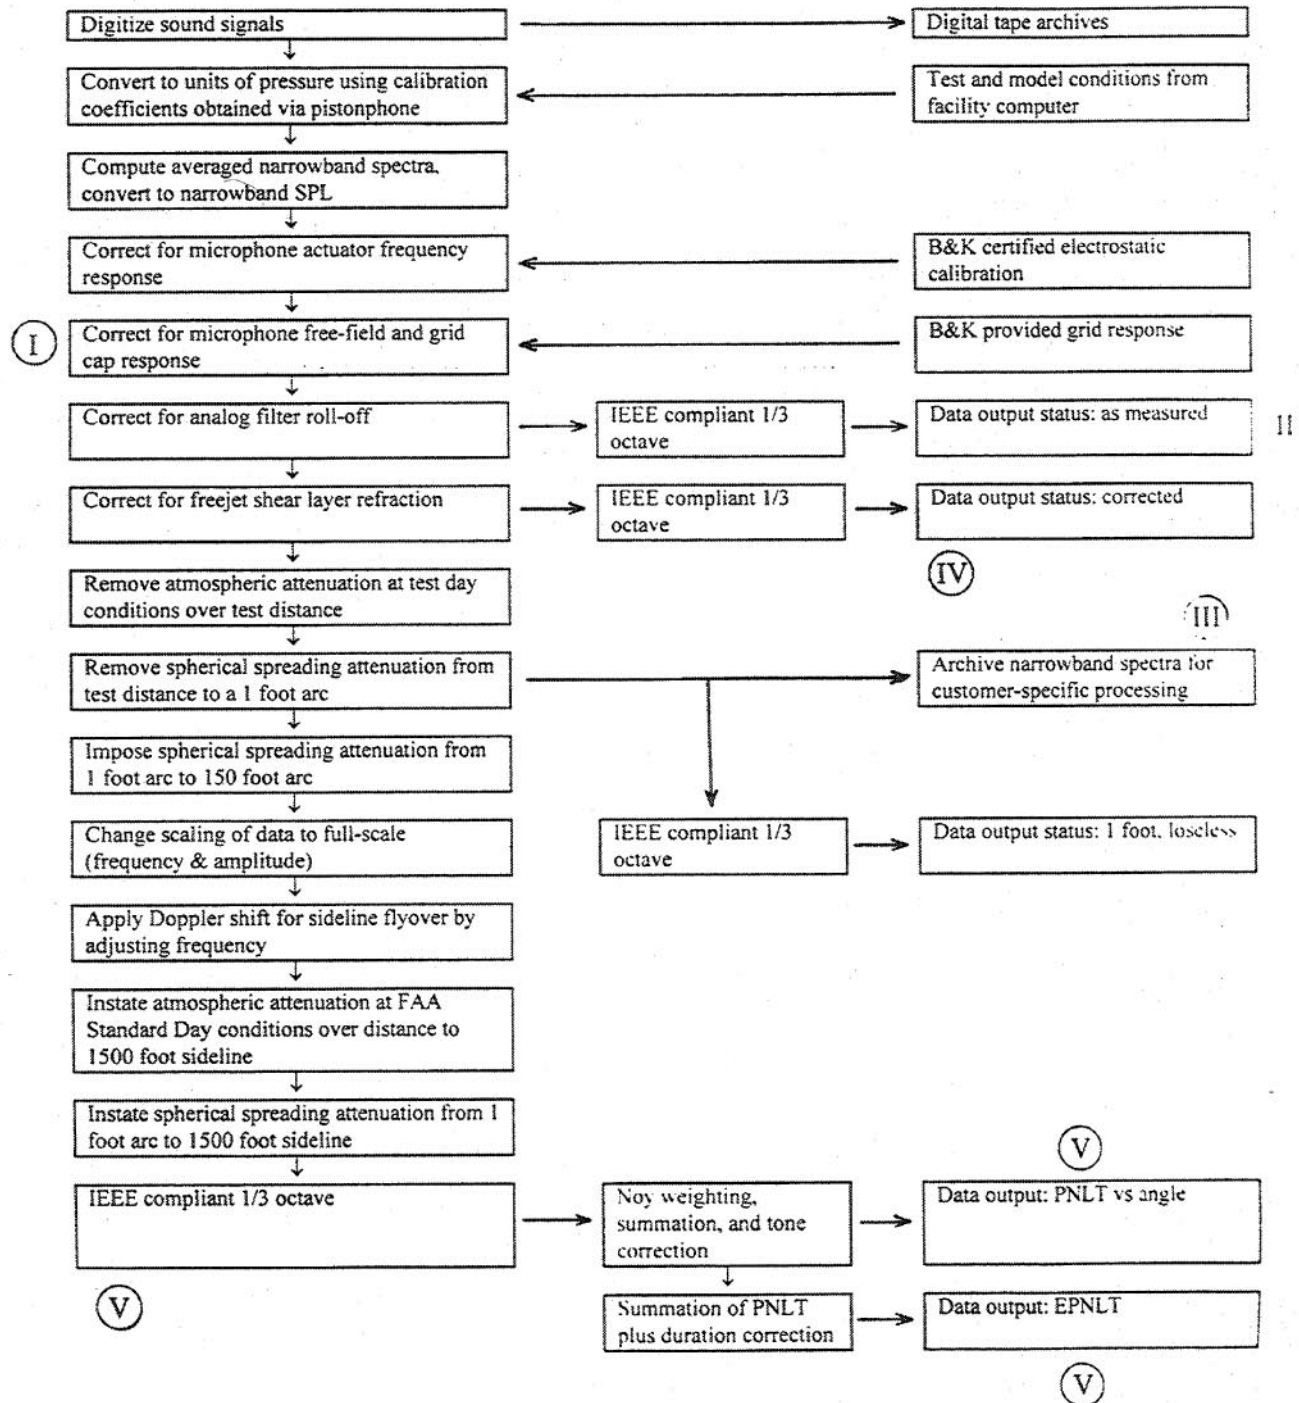 Digitize sound signals
Digital tape archives
Convert to units of pressure using calibration
coefficients obtained via pistonphone
Test and model conditions from
facility computer
Compute averaged narrowband spectra,
convert to narrowband SPL
Correct for microphone actuator frequency
response
B&K certified electrostatic
calibration
I
Correct for microphone free-field and grid
cap response
B&K provided grid response
Correct for analog filter roll-off
IEEE compliant 1/3
octave
Data output status: as measured
II
Correct for freejet shear layer refraction
IEEE compliant 1/3
octave
Data output status: corrected
IV
Remove atmospheric attenuation at test day
conditions over test distance
III
Remove spherical spreading attenuation from
test distance to a 1 foot arc
Archive narrowband spectra for
customer-specific processing
Impose spherical spreading attenuation from
1 foot arc to 150 foot arc
Change scaling of data to full-scale
(frequency & amplitude)
IEEE compliant 1/3
octave
Data output status: 1 foot, loseless
Apply Doppler shift for sideline flyover by
adjusting frequency
Instate atmospheric attenuation at FAA
Standard Day conditions over distance to
1500 foot sideline
Instate spherical spreading attenuation from 1
foot arc to 1500 foot sideline
V
IEEE compliant 1/3 octave
Noy weighting,
summation, and tone
correction
Data output: PNLT vs angle
V
Summation of PNLT
plus duration correction
Data output: EPNLT
V